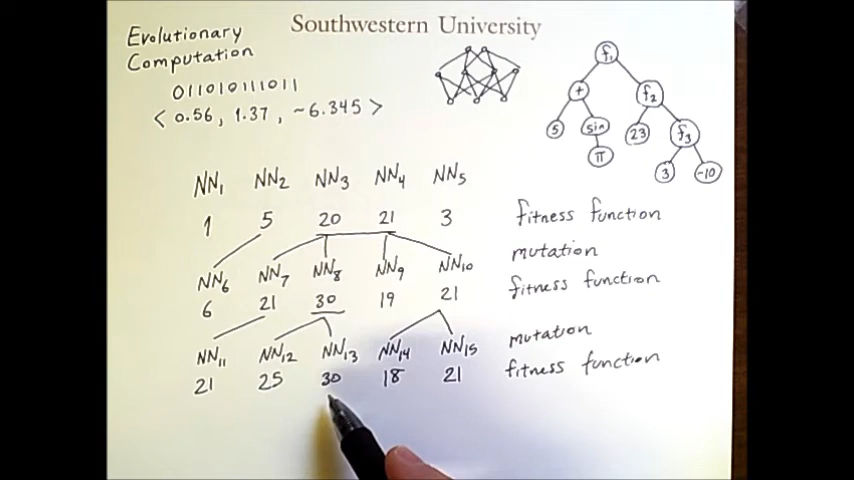 Southwestern University
Evolutionary
Computation
011010111011
< 0.56, 1.37, -6.345 >
f1
+
f2
5
sin
23
f3
π
3
-10
NN1 NN2 NN3 NN4 NN5
1 5 20 21 3 fitness function
mutation
NN6 NN7 NN8 NN9 NN10
6 21 30 19 21 fitness function
mutation
NN11 NN12 NN13 NN14 NN15
21 25 30 18 21 fitness function